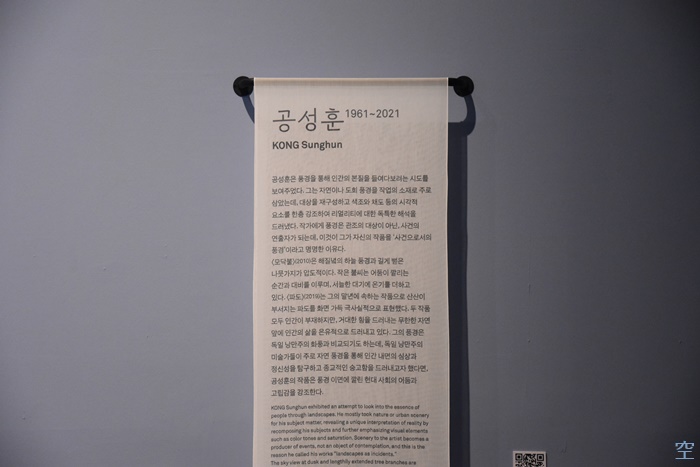 공성훈 1961–2021
KONG Sunghun
공성훈은 풍경을 통해 인간의 본질을 들여다보려는 시도를
보여주었다. 그는 자연이나 도회 풍경을 작업의 소재로 주로
삼았는데, 대상을 재구성하고 색조와 채도 등의 시각적
요소를 한층 강조하여 리얼리티에 대한 독특한 해석을
드러냈다. 작가에게 풍경은 관조의 대상이 아닌, 사건의
연출자가 되는데, 이것이 그가 자신의 작품을 '사건으로서의
풍경'이라고 명명한 이유다.
〈모닥불〉(2010)은 해질녘의 하늘 풍경과 길게 뻗은
나뭇가지가 압도적이다. 작은 불씨는 어둠이 깔리는
순간과 대비를 이루며, 서늘한 대기에 온기를 더하고
있다. 〈파도〉(2019)는 그의 말년에 속하는 작품으로 산산이
부서지는 파도를 화면 가득 극사실적으로 표현했다. 두 작품
모두 인간이 부재하지만, 거대한 힘을 드러내는 무한한 자연
앞에 인간의 삶을 은유적으로 드러내고 있다. 그의 풍경은
독일 낭만주의 화풍과 비교되기도 하는데, 독일 낭만주의
미술가들이 주로 자연 풍경을 통해 인간 내면의 심상과
정신성을 탐구하고 종교적인 숭고함을 드러내고자 했다면,
공성훈의 작품은 풍경 이면에 깔린 현대 사회의 어둠과
고립감을 강조한다.
KONG Sunghun exhibited an attempt to look into the essence of
people through landscapes. He mostly took nature or urban scenery
for his subject matter, revealing a unique interpretation of reality by
recomposing his subjects and further emphasizing visual elements
such as color tones and saturation. Scenery to the artist becomes a
producer of events, not an object of contemplation, and this is the
reason he called his works "landscapes as incidents."
The sky view at dusk and lengthily extended tree branches are
空